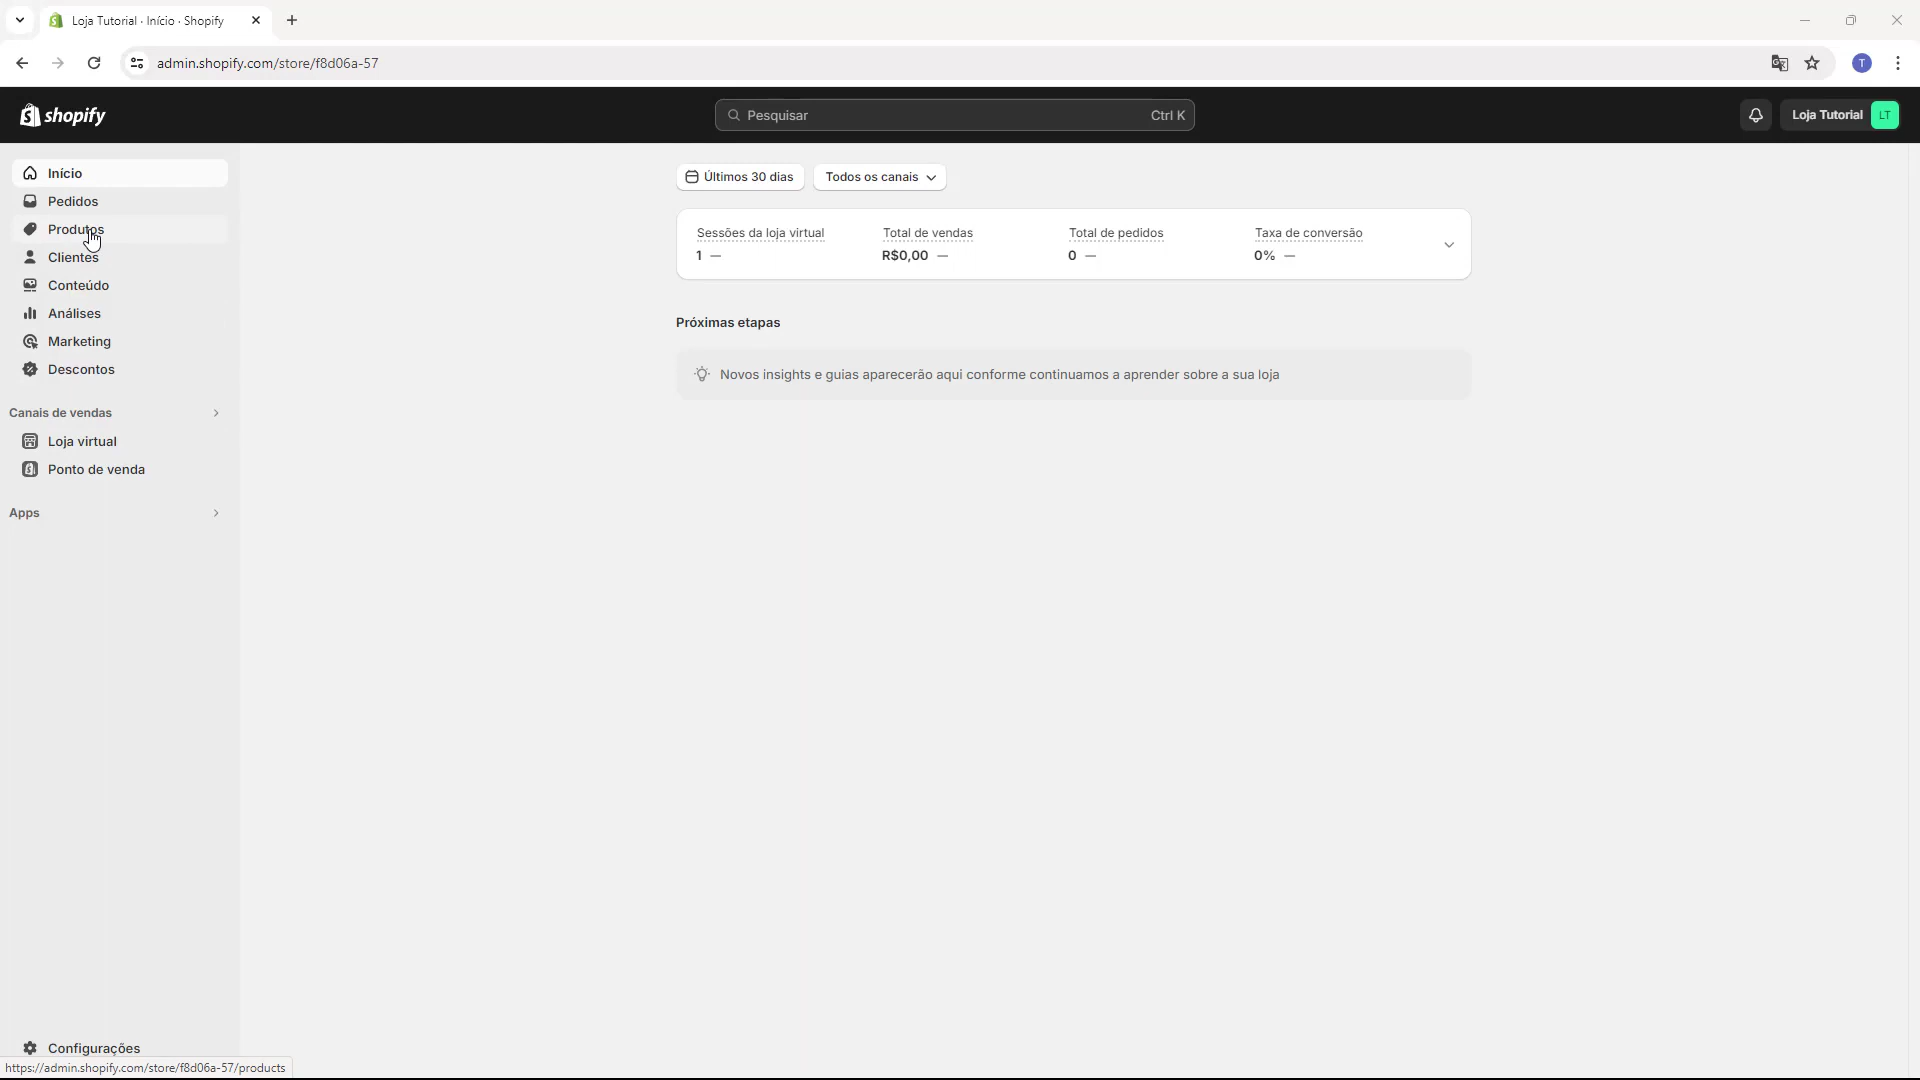 Loja Tutorial · Início · Shopify
admin.shopify.com/store/f8d06a-57
T
shopify
Pesquisar
Ctrl K
Loja Tutorial
LT
Início
Pedidos
Produtos
Clientes
Conteúdo
Análises
Marketing
Descontos
Canais de vendas
Loja virtual
Ponto de venda
Apps
Configurações
https://admin.shopify.com/store/f8d06a-57/products
Últimos 30 dias
Todos os canais
Sessões da loja virtual
1 —
Total de vendas
R$0,00 —
Total de pedidos
0 —
Taxa de conversão
0% —
Próximas etapas
Novos insights e guias aparecerão aqui conforme continuamos a aprender sobre a sua loja